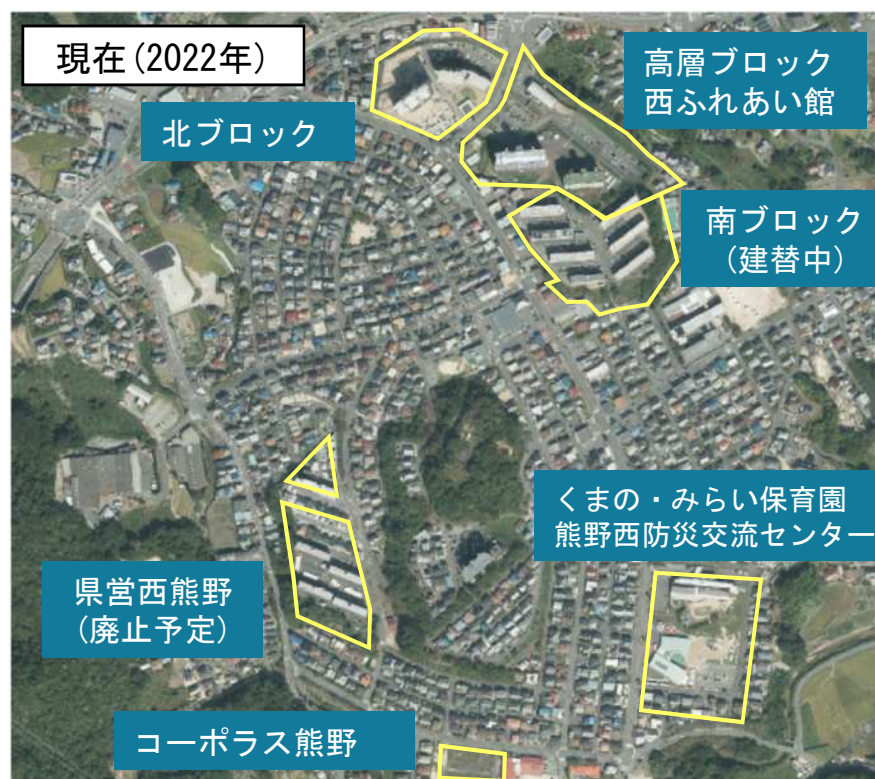 現在(2022年)
高層ブロック
西ふれあい館
北ブロック
南ブロック
(建替中)
くまの・みらい保育園
熊野西防災交流センター
県営西熊野
(廃止予定)
コーポラス熊野